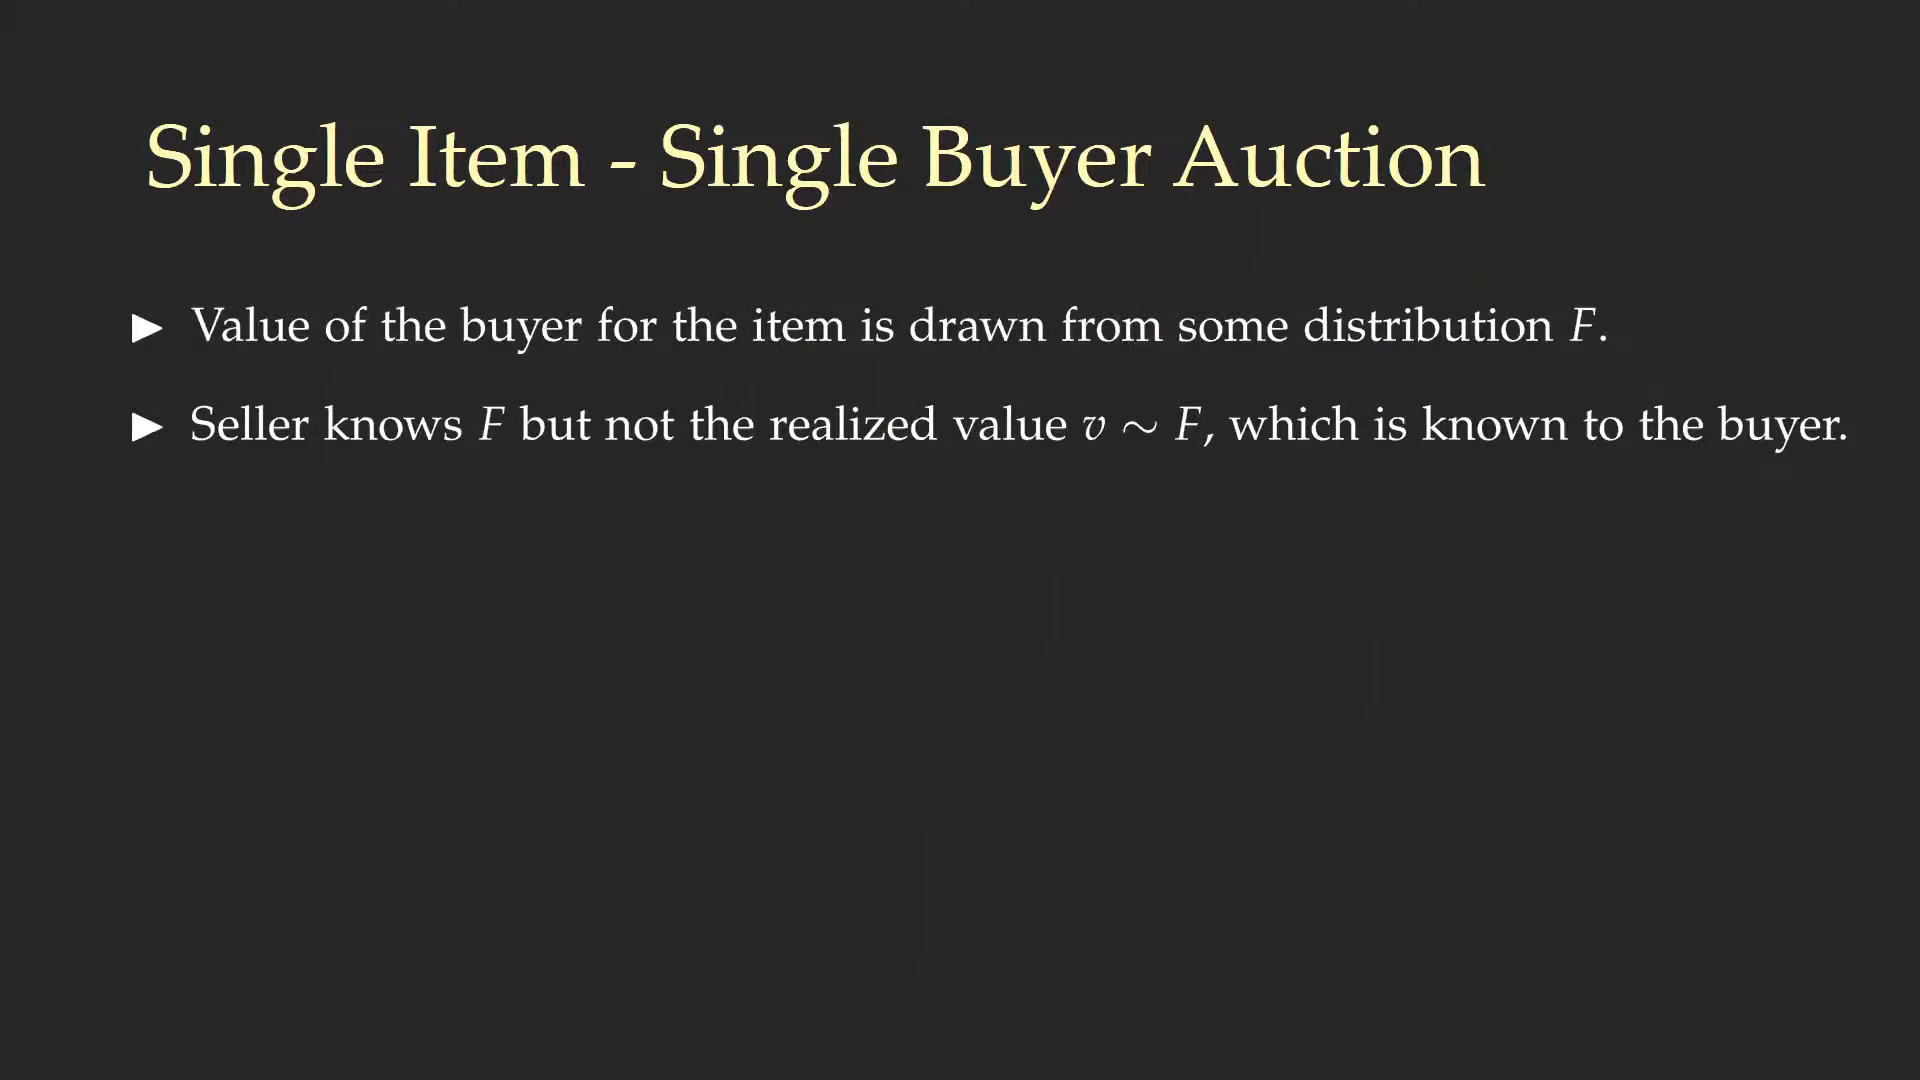 Single Item - Single Buyer Auction
▶ Value of the buyer for the item is drawn from some distribution F.
▶ Seller knows F but not the realized value v ∼ F, which is known to the buyer.